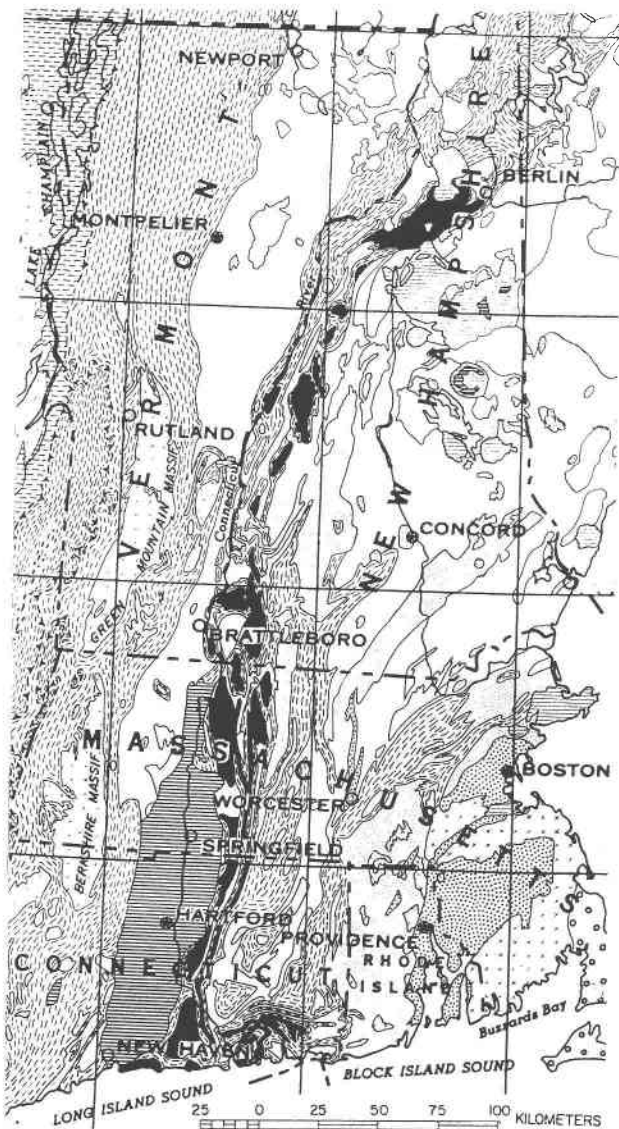 NEWPORT
NEW HAMPSHIRE
BERLIN
LAKE CHAMPLAIN
MONTPELIER
VERMONT
River
RUTLAND
GREEN MOUNTAIN MASSIF
Connecticut
CONCORD
BRATTLEBORO
MASSACHUSETTS
BOSTON
WORCESTER
BERKSHIRE MASSIF
SPRINGFIELD
HARTFORD
PROVIDENCE
CONNECTICUT
RHODE
ISLAND
Buzzards Bay
NEW HAVEN
BLOCK ISLAND SOUND
LONG ISLAND SOUND
25 0 25 50 75 100 KILOMETERS